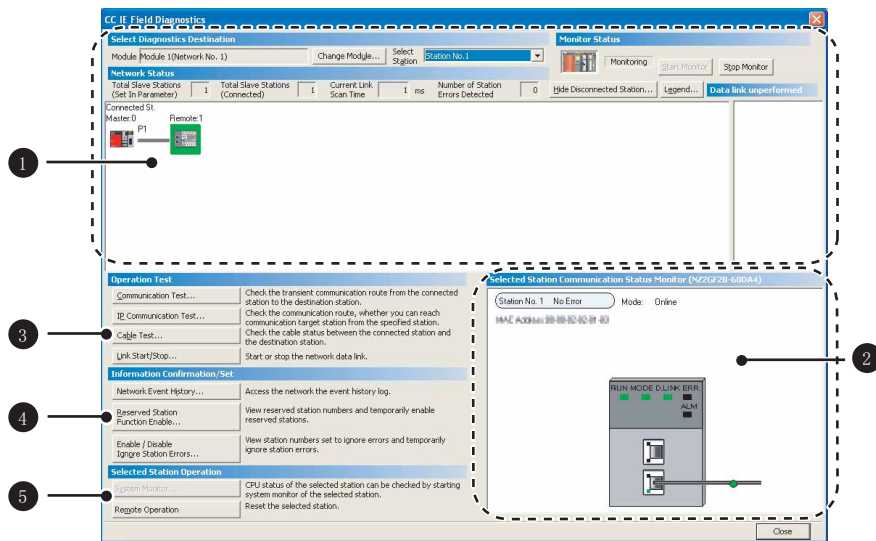 CC IE Field Diagnostics
Select Diagnostics Destination
Monitor Status
Module Module 1(Network No. 1)
Change Module...
Select Station
Station No.1
Monitoring
Start Monitor
Stop Monitor
Network Status
Total Slave Stations (Set In Parameter) 1
Total Slave Stations (Connected) 1
Current Link Scan Time 1 ms
Number of Station Errors Detected 0
Hide Disconnected Station...
Legend...
Data link unperformed
Connected St.
Master:0
Remote:1
P1
1
Operation Test
Communication Test...
Check the transient communication route from the connected
station to the destination station.
IP Communication Test...
Check the communication route, whether you can reach
communication target station from the specified station.
3
Cable Test...
Check the cable status between the connected station and
the destination station.
Link Start/Stop...
Start or stop the network data link.
Information Confirmation/Set
Network Event History...
Access the network the event history log.
4
Reserved Station
Function Enable...
View reserved station numbers and temporarily enable
reserved stations.
Enable / Disable
Ignore Station Errors...
View station numbers set to ignore errors and temporarily
ignore station errors.
Selected Station Operation
5
System Monitor...
CPU status of the selected station can be checked by starting
system monitor of the selected station.
Remote Operation
Reset the selected station.
Selected Station Communication Status Monitor (NZ2GF2B-60DA4)
Station No. 1 No Error
Mode: Online
MAC Address:
2
RUN MODE D.LINK ERR.
ALM
Close